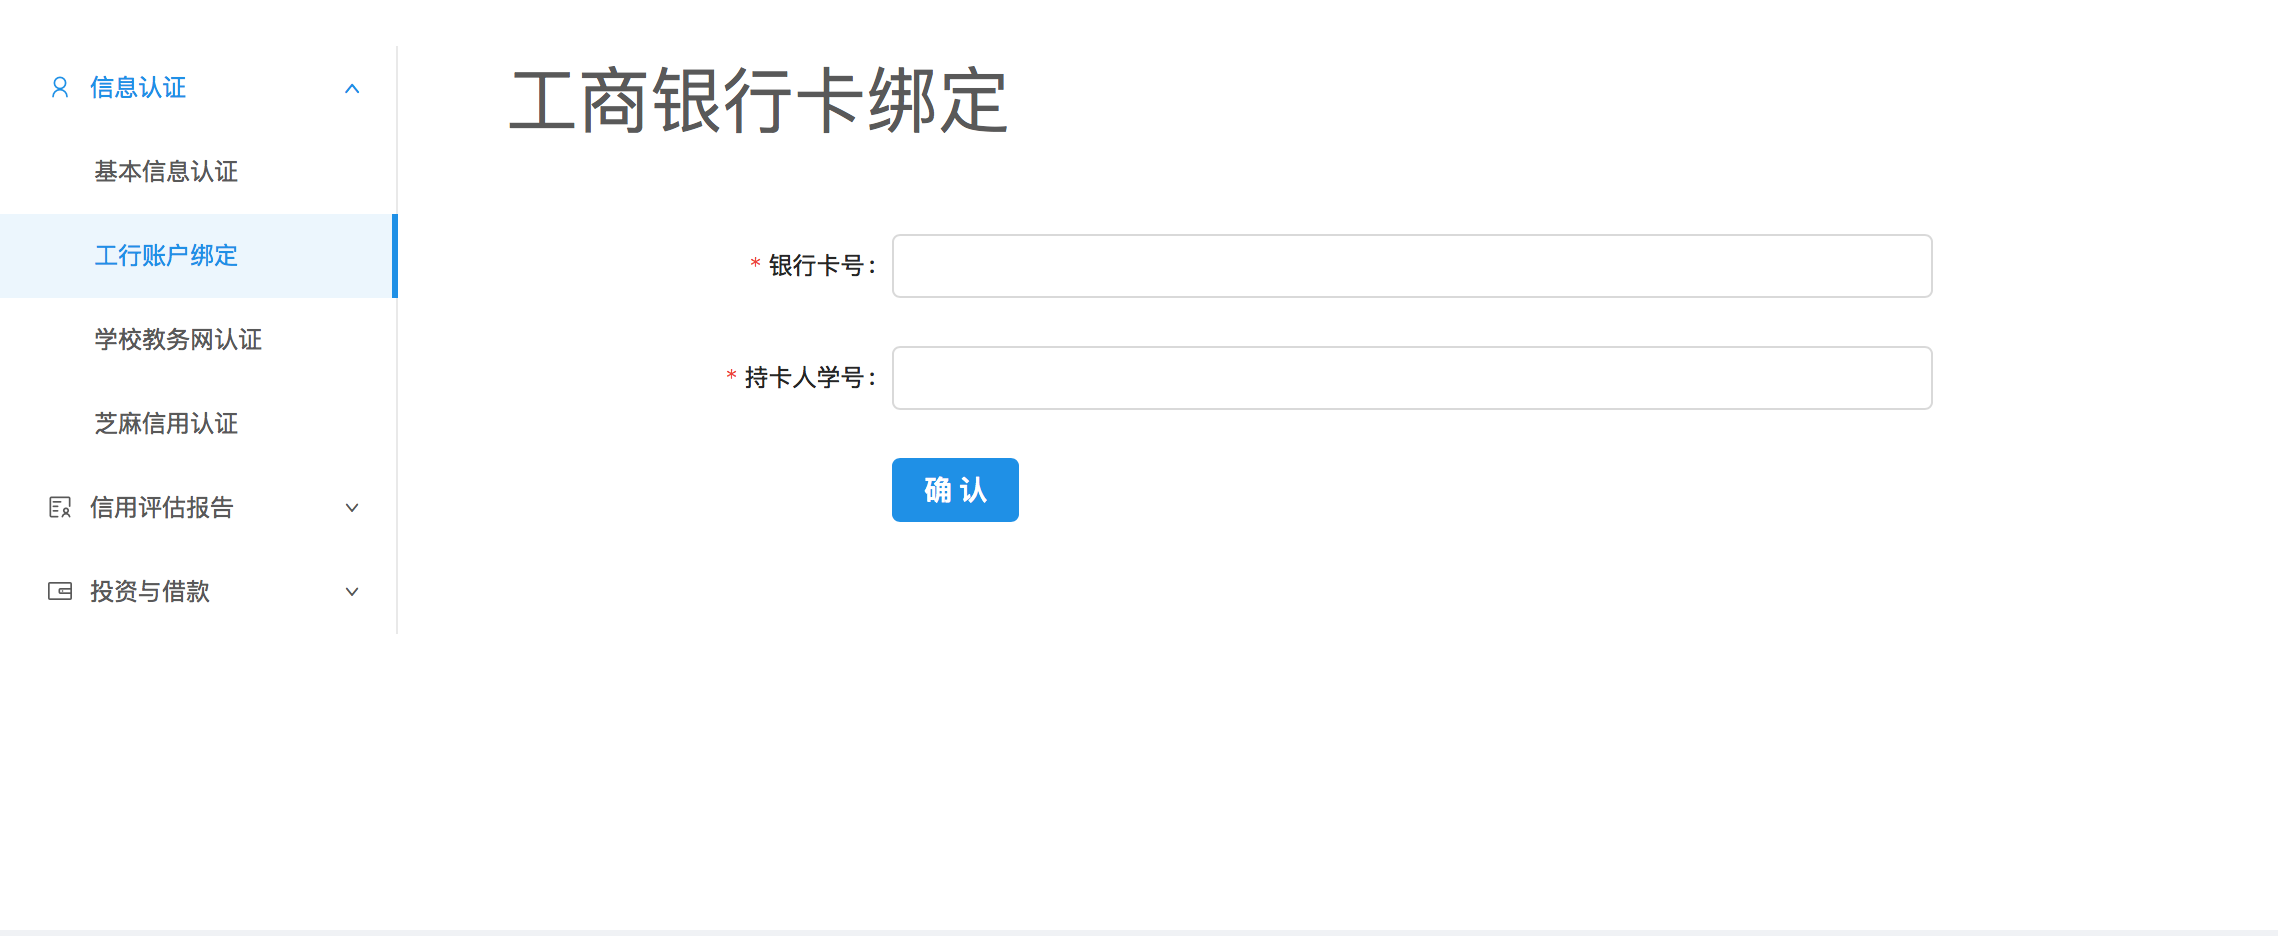 信息认证
基本信息认证
工行账户绑定
学校教务网认证
芝麻信用认证
信用评估报告
投资与借款
工商银行卡绑定
* 银行卡号:
* 持卡人学号:
确 认